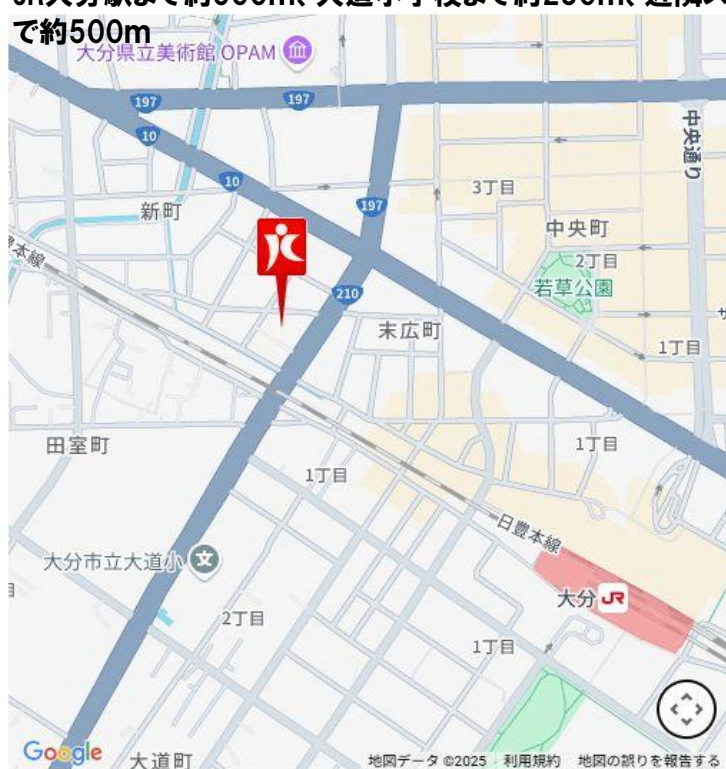 で約500m
大分県立美術館 OPAM
197
197
10
中央通り
10
3丁目
197
新町
中央町
2丁目
豊本線
若草公園
210
末広町
1丁目
田室町
1丁目
1丁目
日豊本線
大分市立大道小
文
大分 JR
2丁目
1丁目
Google
大道町
地図データ ©2025 利用規約 地図の誤りを報告する